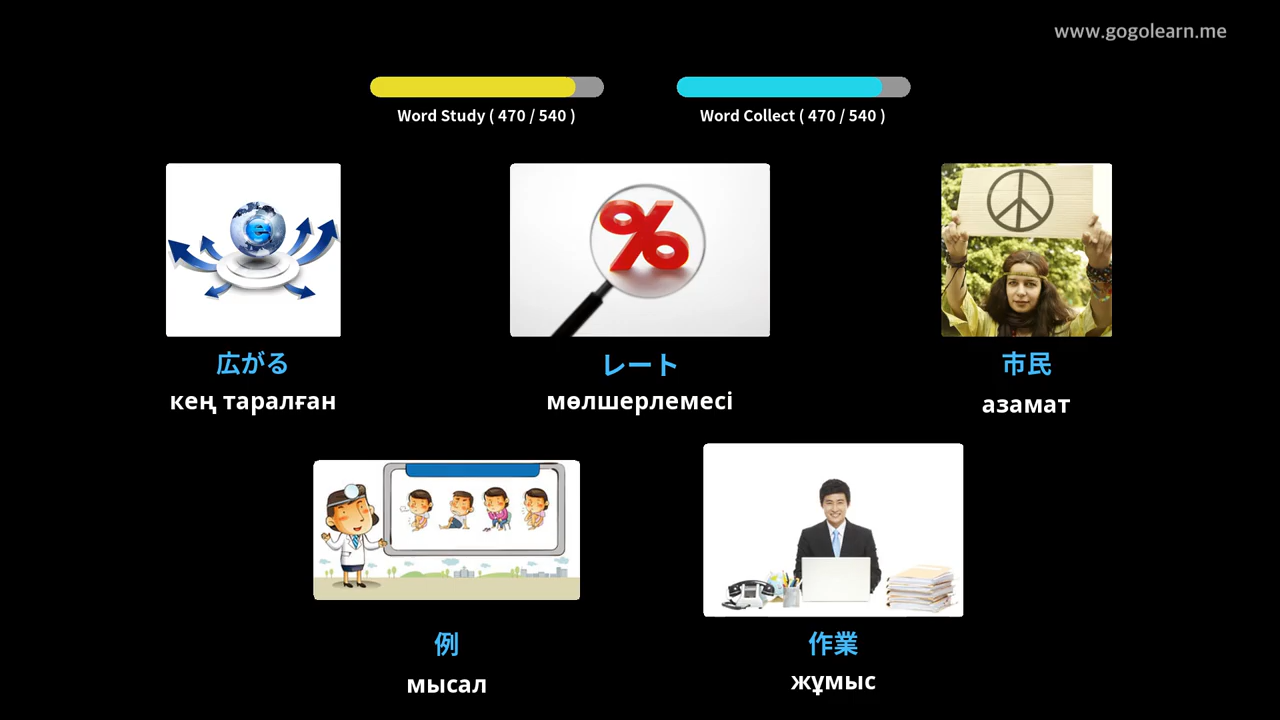 www.gogolearn.me
Word Study ( 470 / 540 )
Word Collect ( 470 / 540 )
広がる
レート
市民
кең таралған
мөлшерлемесі
азамат
例
作業
мысал
жұмыс